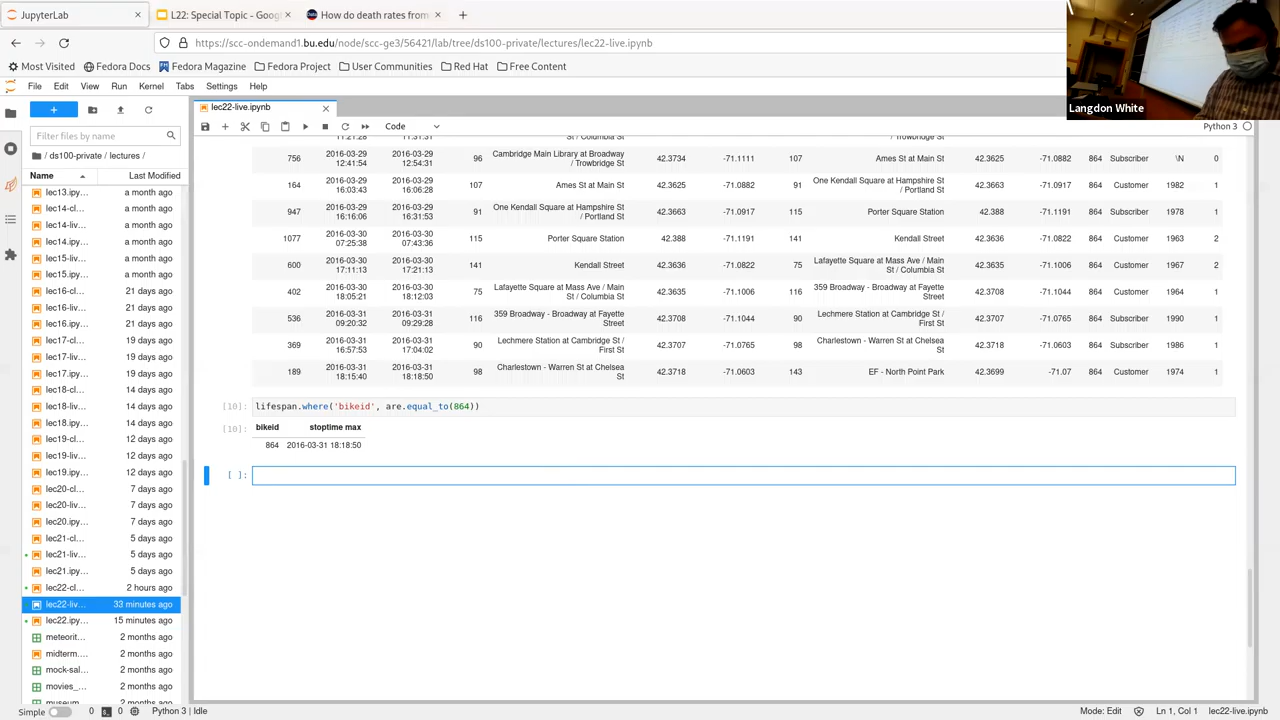 JupyterLab
L22: Special Topic - Goog
How do death rates from
https://scc-ondemand1.bu.edu/node/scc-ge3/56421/lab/tree/ds100-private/lectures/lec22-live.ipynb
Most Visited Fedora Docs Fedora Magazine Fedora Project User Communities Red Hat Fedora Content
Langdon White
File Edit View Run Kernel Tabs Settings Help
lec22-live.ipynb
Code
Python 3
Filter files by name
/ ds100-private / lectures /
Name Last Modified
lec13.ipy… a month ago
lec14-cl… a month ago
lec14-liv… a month ago
lec14.ipy… a month ago
lec15-liv… a month ago
lec15.ipy… a month ago
lec16-cl… 21 days ago
lec16-liv… 21 days ago
lec16.ipy… 21 days ago
lec17-cl… 19 days ago
lec17-liv… 19 days ago
lec17.ipy… 19 days ago
lec18-cl… 14 days ago
lec18-liv… 14 days ago
lec18.ipy… 14 days ago
lec19-cl… 12 days ago
lec19-liv… 12 days ago
lec19.ipy… 12 days ago
lec20-cl… 7 days ago
lec20-liv… 7 days ago
lec20.ipy… 7 days ago
lec21-cl… 5 days ago
lec21-liv… 5 days ago
lec21.ipy… 5 days ago
lec22-cl… 2 hours ago
lec22-liv… 33 minutes ago
lec22.ipy… 15 minutes ago
meteorit… 2 months ago
midterm.… 2 months ago
mock-sal… 2 months ago
movies_… 2 months ago
museum 2 months ago
St / Columbia St / Trowbridge St
756 2016-03-29 12:41:54 2016-03-29 12:54:31 96 Cambridge Main Library at Broadway / Trowbridge St 42.3734 -71.1111 107 Ames St at Main St 42.3625 -71.0882 864 Subscriber \N 0
164 2016-03-29 16:03:43 2016-03-29 16:06:28 107 Ames St at Main St 42.3625 -71.0882 91 One Kendall Square at Hampshire St / Portland St 42.3663 -71.0917 864 Customer 1982 1
947 2016-03-29 16:16:06 2016-03-29 16:31:53 91 One Kendall Square at Hampshire St / Portland St 42.3663 -71.0917 115 Porter Square Station 42.388 -71.1191 864 Subscriber 1978 1
1077 2016-03-30 07:25:38 2016-03-30 07:43:36 115 Porter Square Station 42.388 -71.1191 141 Kendall Street 42.3636 -71.0822 864 Customer 1963 2
600 2016-03-30 17:11:13 2016-03-30 17:21:13 141 Kendall Street 42.3636 -71.0822 75 Lafayette Square at Mass Ave / Main St / Columbia St 42.3635 -71.1006 864 Customer 1967 2
402 2016-03-30 18:05:21 2016-03-30 18:12:03 75 Lafayette Square at Mass Ave / Main St / Columbia St 42.3635 -71.1006 116 359 Broadway - Broadway at Fayette Street 42.3708 -71.1044 864 Customer 1964 1
536 2016-03-31 09:20:32 2016-03-31 09:29:28 116 359 Broadway - Broadway at Fayette Street 42.3708 -71.1044 90 Lechmere Station at Cambridge St / First St 42.3707 -71.0765 864 Subscriber 1990 1
369 2016-03-31 16:57:53 2016-03-31 17:04:02 90 Lechmere Station at Cambridge St / First St 42.3707 -71.0765 98 Charlestown - Warren St at Chelsea St 42.3718 -71.0603 864 Subscriber 1986 1
189 2016-03-31 18:15:40 2016-03-31 18:18:50 98 Charlestown - Warren St at Chelsea St 42.3718 -71.0603 143 EF - North Point Park 42.3699 -71.07 864 Customer 1974 1
[10]: lifespan.where('bikeid', are.equal_to(864))
[10]: bikeid stoptime max
864 2016-03-31 18:18:50
[ ]:
Simple 0 0 Python 3 | Idle
Mode: Edit Ln 1, Col 1 lec22-live.ipynb